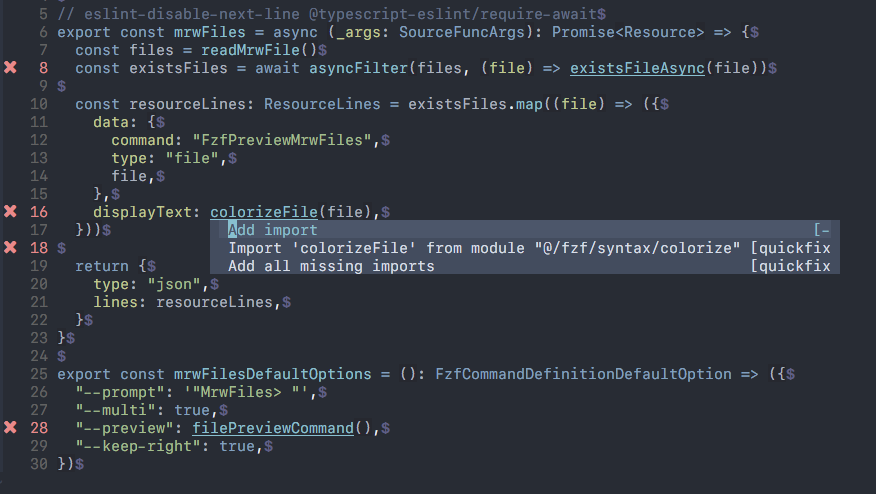 5 // eslint-disable-next-line @typescript-eslint/require-await$
6 export const mrwFiles = async (_args: SourceFuncArgs): Promise<Resource> => {$
7   const files = readMrwFile()$
✖ 8   const existsFiles = await asyncFilter(files, (file) => existsFileAsync(file))$
9 $
10   const resourceLines: ResourceLines = existsFiles.map((file) => ({$
11     data: {$
12       command: "FzfPreviewMrwFiles",$
13       type: "file",$
14       file,$
15     },$
✖ 16     displayText: colorizeFile(file),$
17   }))$ Add import [-
✖ 18 $ Import 'colorizeFile' from module "@/fzf/syntax/colorize" [quickfix
19   return {$ Add all missing imports [quickfix
20     type: "json",$
21     lines: resourceLines,$
22   }$
23 }$
24 $
25 export const mrwFilesDefaultOptions = (): FzfCommandDefinitionDefaultOption => ({$
26   "--prompt": '"MrwFiles> "',$
27   "--multi": true,$
✖ 28   "--preview": filePreviewCommand(),$
29   "--keep-right": true,$
30 })$